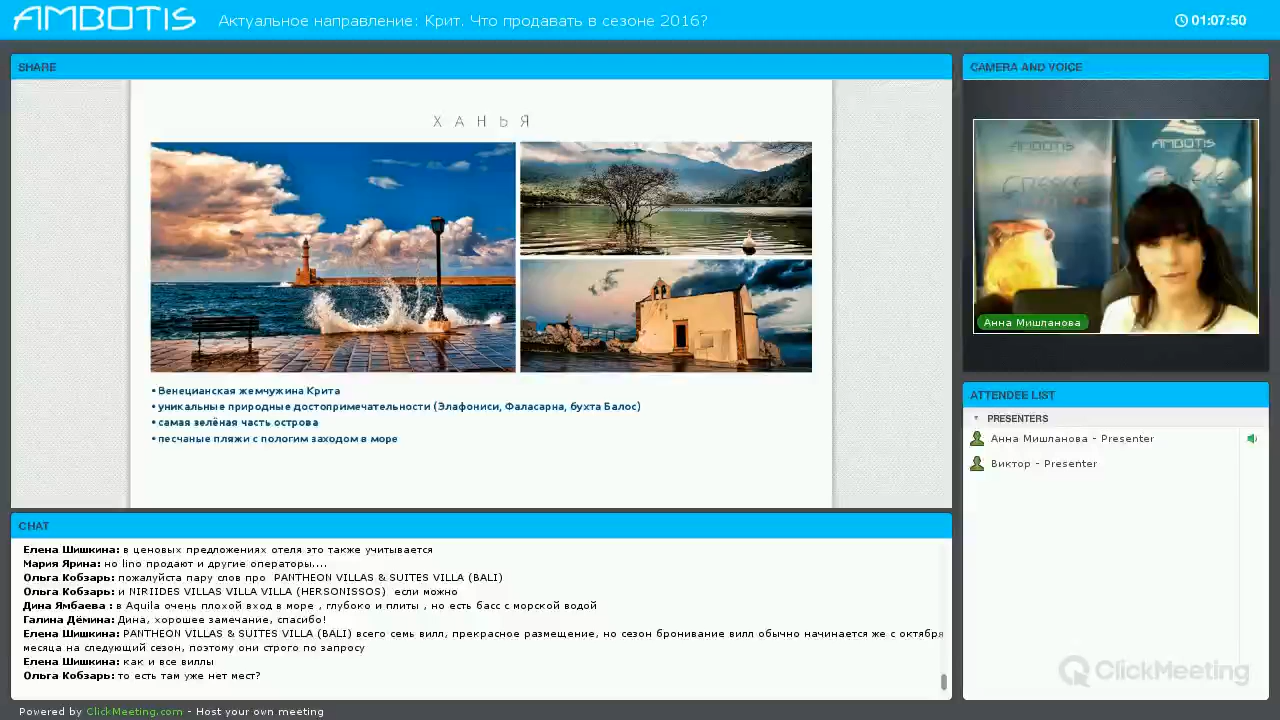 AMBOTIS
Актуальное направление: Крит. Что продавать в сезоне 2016?
01:07:50
SHARE
ХАНЬЯ
• Венецианская жемчужина Крита
• уникальные природные достопримечательности (Элафониси, Фаласарна, бухта Балос)
• самая зелёная часть острова
• песчаные пляжи с пологим заходом в море
CAMERA AND VOICE
AMBOTIS
AMBOTIS
GREECE
Анна Мишланова
ATTENDEE LIST
PRESENTERS
Анна Мишланова - Presenter
Виктор - Presenter
CHAT
Елена Шишкина: в ценовых предложениях отеля это также учитывается
Мария Ярина: но lino продают и другие операторы....
Ольга Кобзарь: пожалуйста пару слов про PANTHEON VILLAS & SUITES VILLA (BALI)
Ольга Кобзарь: и NIRIIDES VILLAS VILLA VILLA (HERSONISSOS) если можно
Дина Ямбаева : в Aquila очень плохой вход в море , глубоко и плиты , но есть басс с морской водой
Галина Дёмина: Дина, хорошее замечание, спасибо!
Елена Шишкина: PANTHEON VILLAS & SUITES VILLA (BALI) всего семь вилл, прекрасное размещение, но сезон бронивание вилл обычно начинается же с октября
месяца на следующий сезон, поэтому они строго по запросу
Елена Шишкина: как и все виллы
Ольга Кобзарь: то есть там уже нет мест?
ClickMeeting
Powered by ClickMeeting.com - Host your own meeting